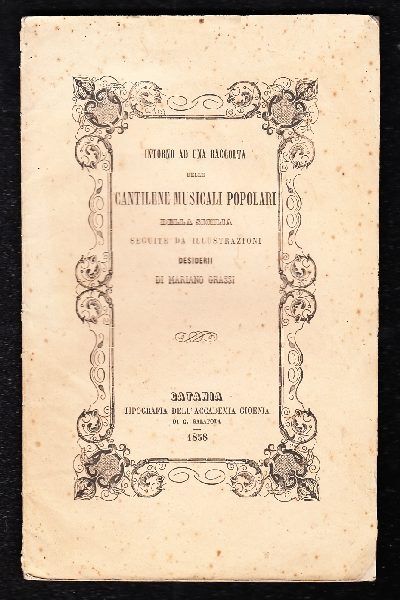 INTORNO AD UNA RACCOLTA
DELLE
CANTILENE MUSICALI POPOLARI
DELLA SICILIA
SEGUITE DA ILLUSTRAZIONI
DESIDERII
DI MARIANO GRASSI
CATANIA
TIPOGRAFIA DELL'ACCADEMIA GIOENIA
DI C. GALATOLA
1858